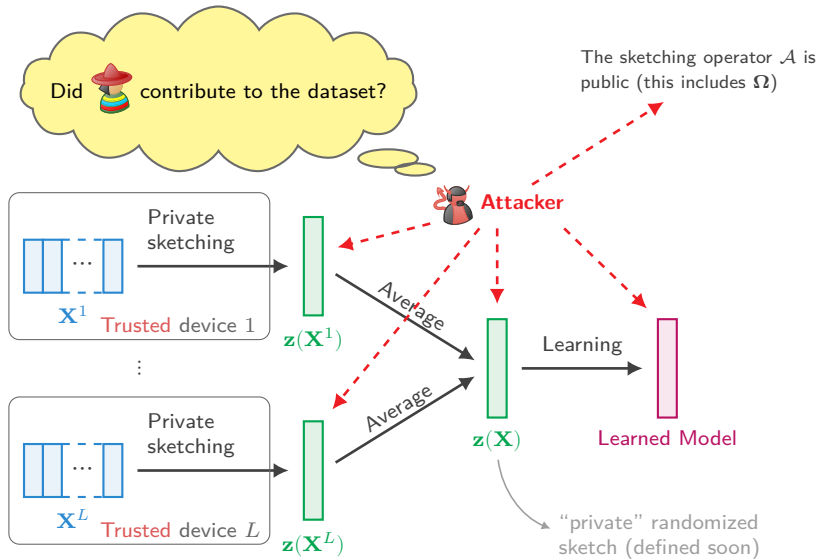 Did contribute to the dataset?
The sketching operator 𝒜 is
public (this includes Ω)
Attacker
Private
sketching
...
X¹
Trusted device 1
z(X¹)
Average
⋮
Average
z(X)
Learning
Learned Model
Private
sketching
...
Xᴸ
Trusted device L
z(Xᴸ)
“private” randomized
sketch (defined soon)